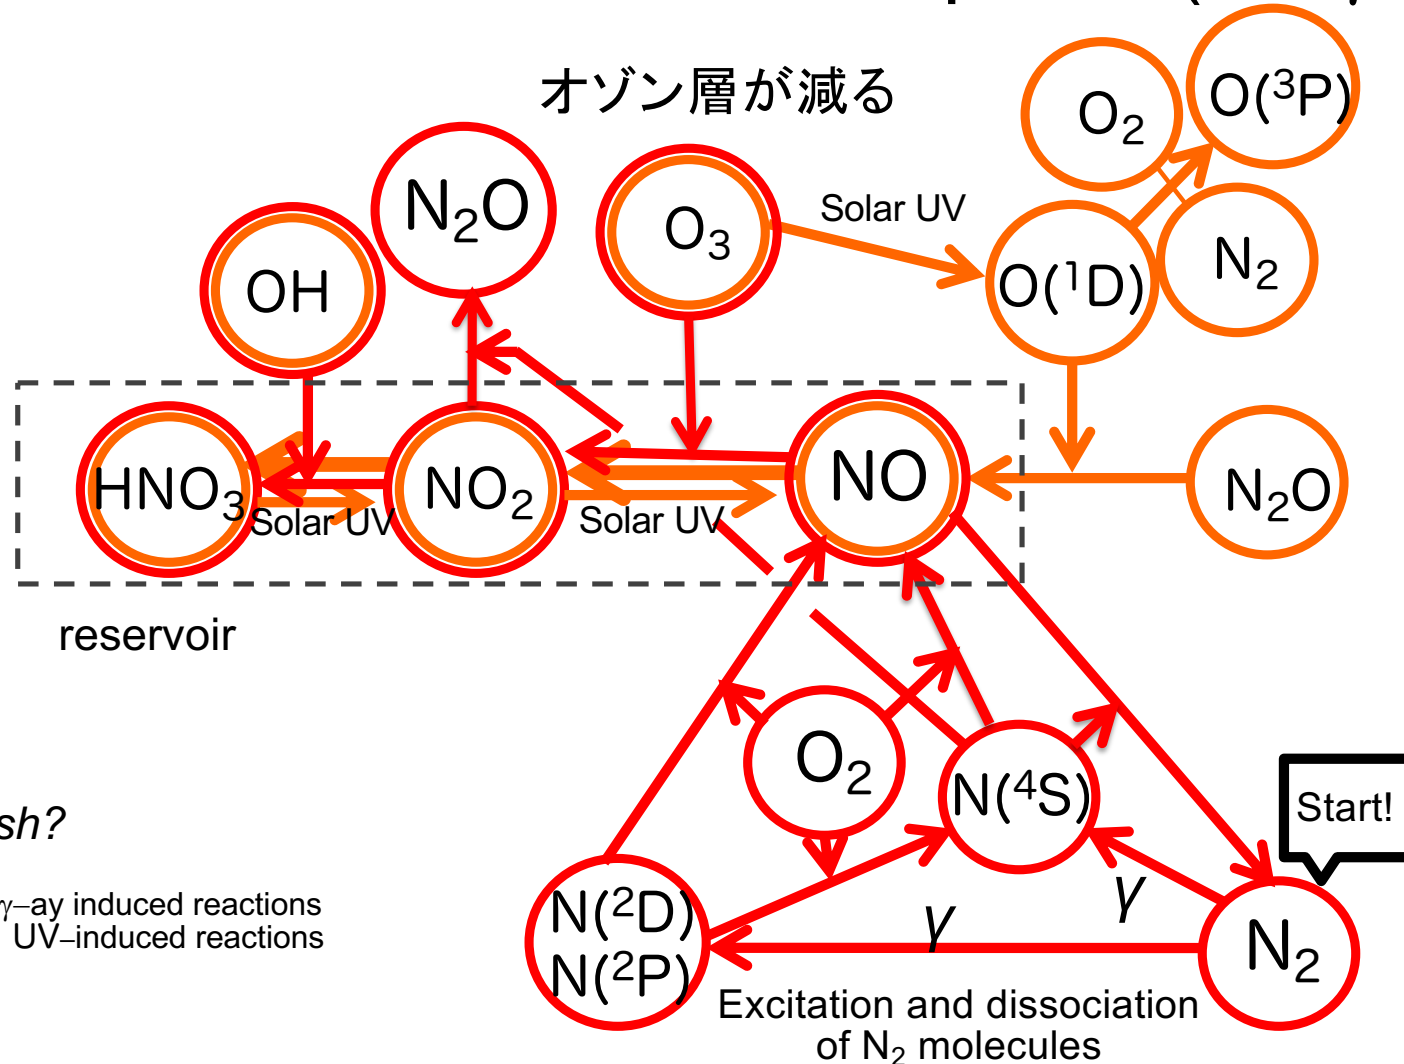 オゾン層が減る
O₂
O(³P)
N₂O
O₃
Solar UV
OH
O(¹D)
N₂
HNO₃
NO₂
NO
N₂O
Solar UV
Solar UV
reservoir
O₂
N(⁴S)
Start!
sh?
γ–ay induced reactions
UV–induced reactions
N(²D)
N(²P)
γ
γ
N₂
Excitation and dissociation
of N₂ molecules